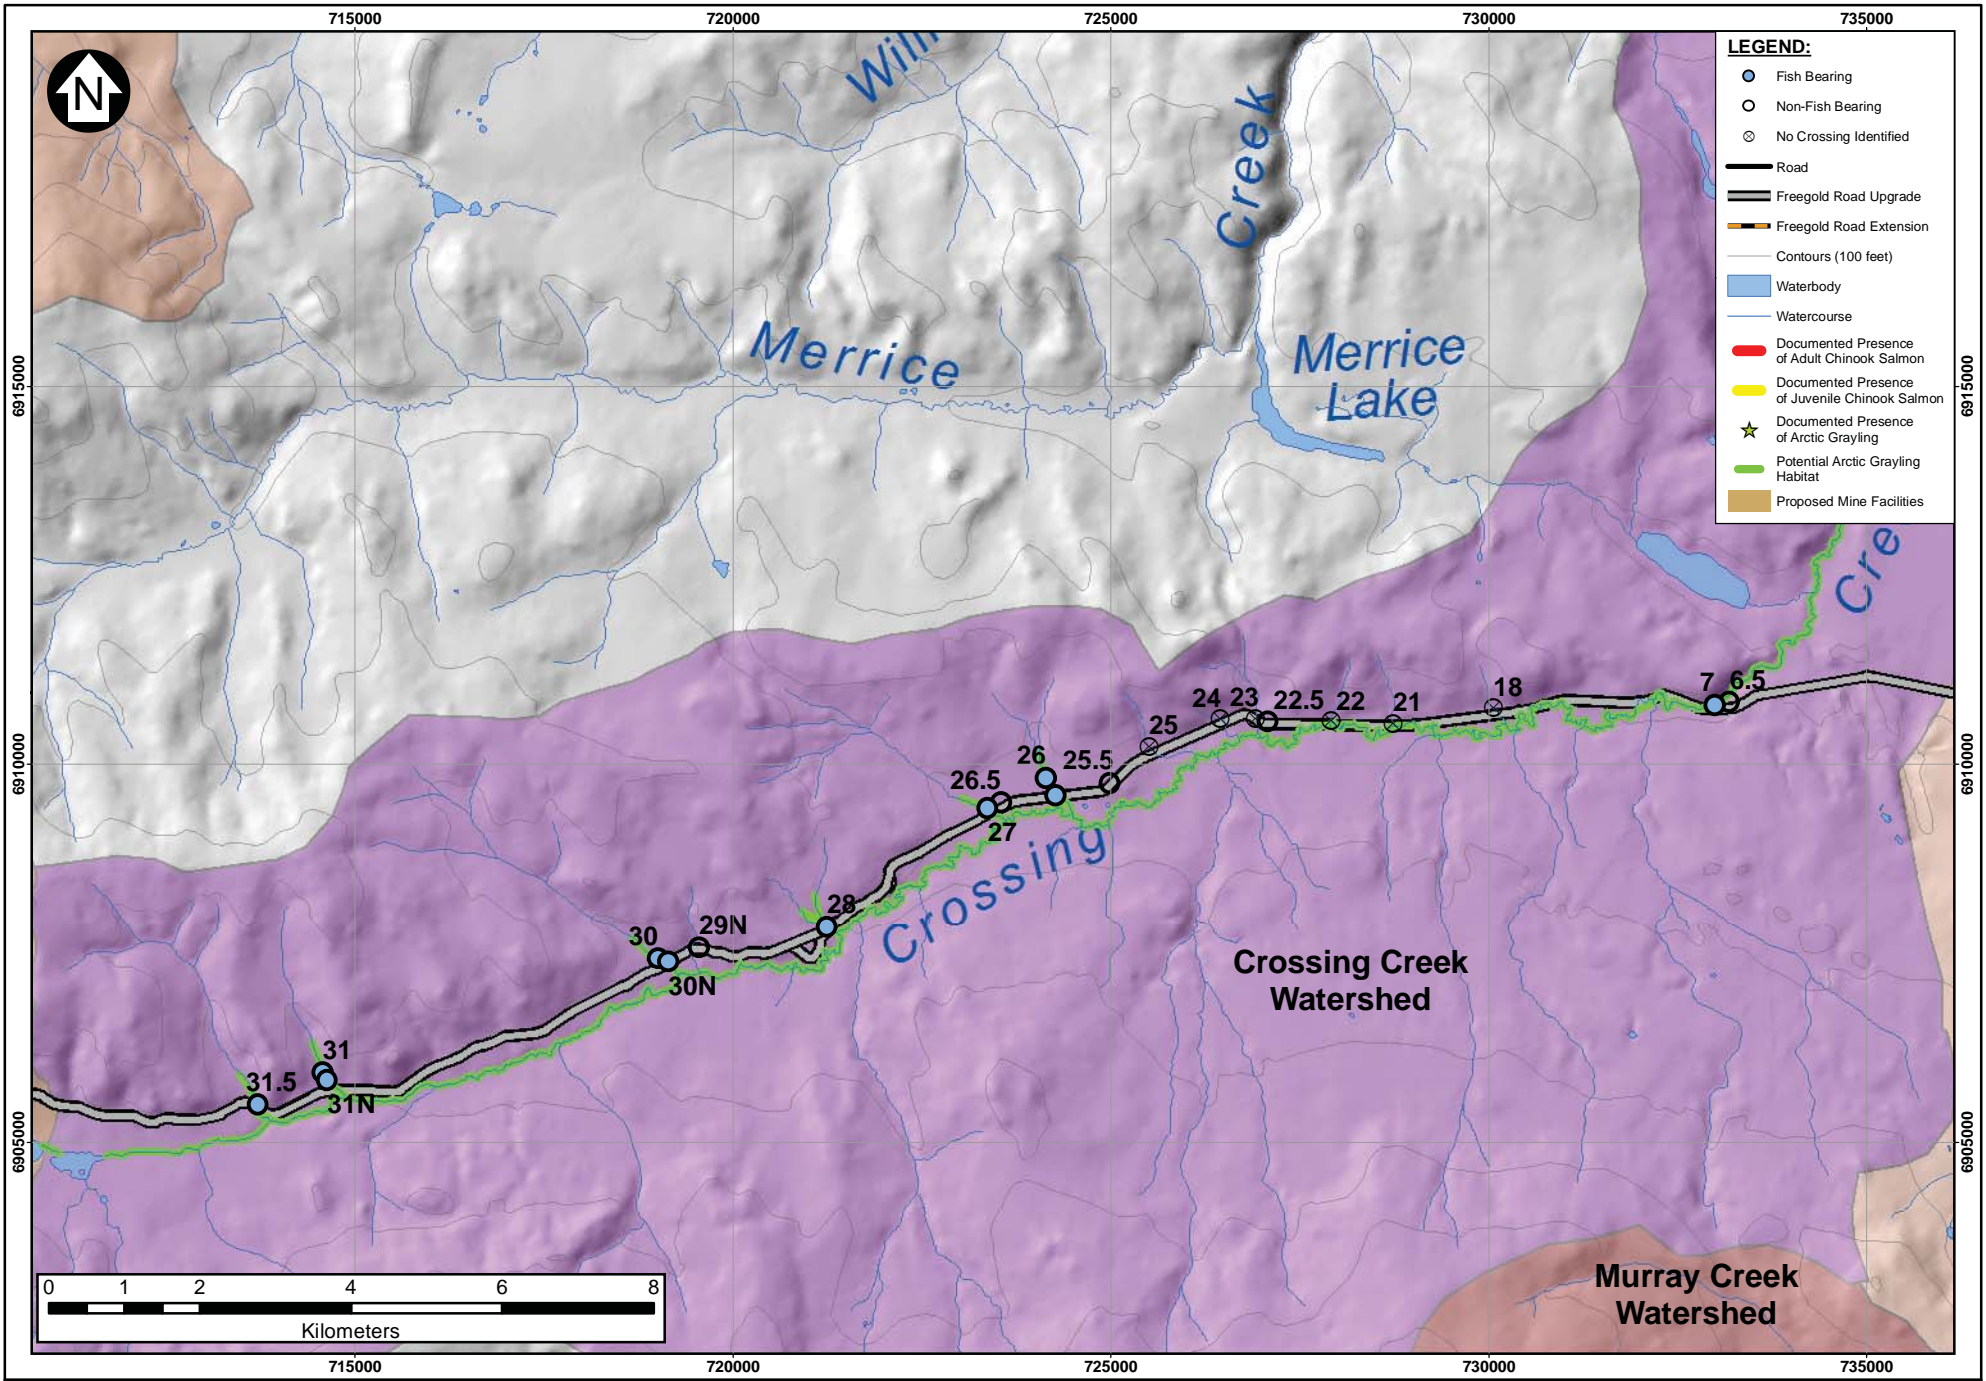 715000
720000
725000
730000
735000
N
Creek
Merrice
Merrice
Lake
Cre
LEGEND:
Fish Bearing
Non-Fish Bearing
No Crossing Identified
Road
Freegold Road Upgrade
Freegold Road Extension
Contours (100 feet)
Waterbody
Watercourse
Documented Presence
of Adult Chinook Salmon
Documented Presence
of Juvenile Chinook Salmon
Documented Presence
of Arctic Grayling
Potential Arctic Grayling
Habitat
Proposed Mine Facilities
6915000
6915000
7
6.5
18
24
23
22.5
22
21
25
6910000
6910000
26
25.5
26.5
27
Crossing
28
29N
30
30N
Crossing Creek
Watershed
31
31.5
31N
6905000
6905000
Murray Creek
Watershed
0
1
2
4
6
8
Kilometers
715000
720000
725000
730000
735000